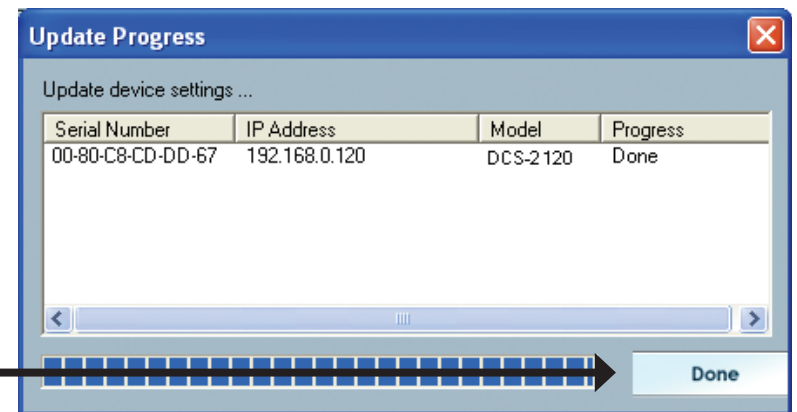 Update Progress
Update device settings ...
Serial Number IP Address Model Progress
00-80-C8-CD-DD-67 192.168.0.120 DCS-2120 Done
Done